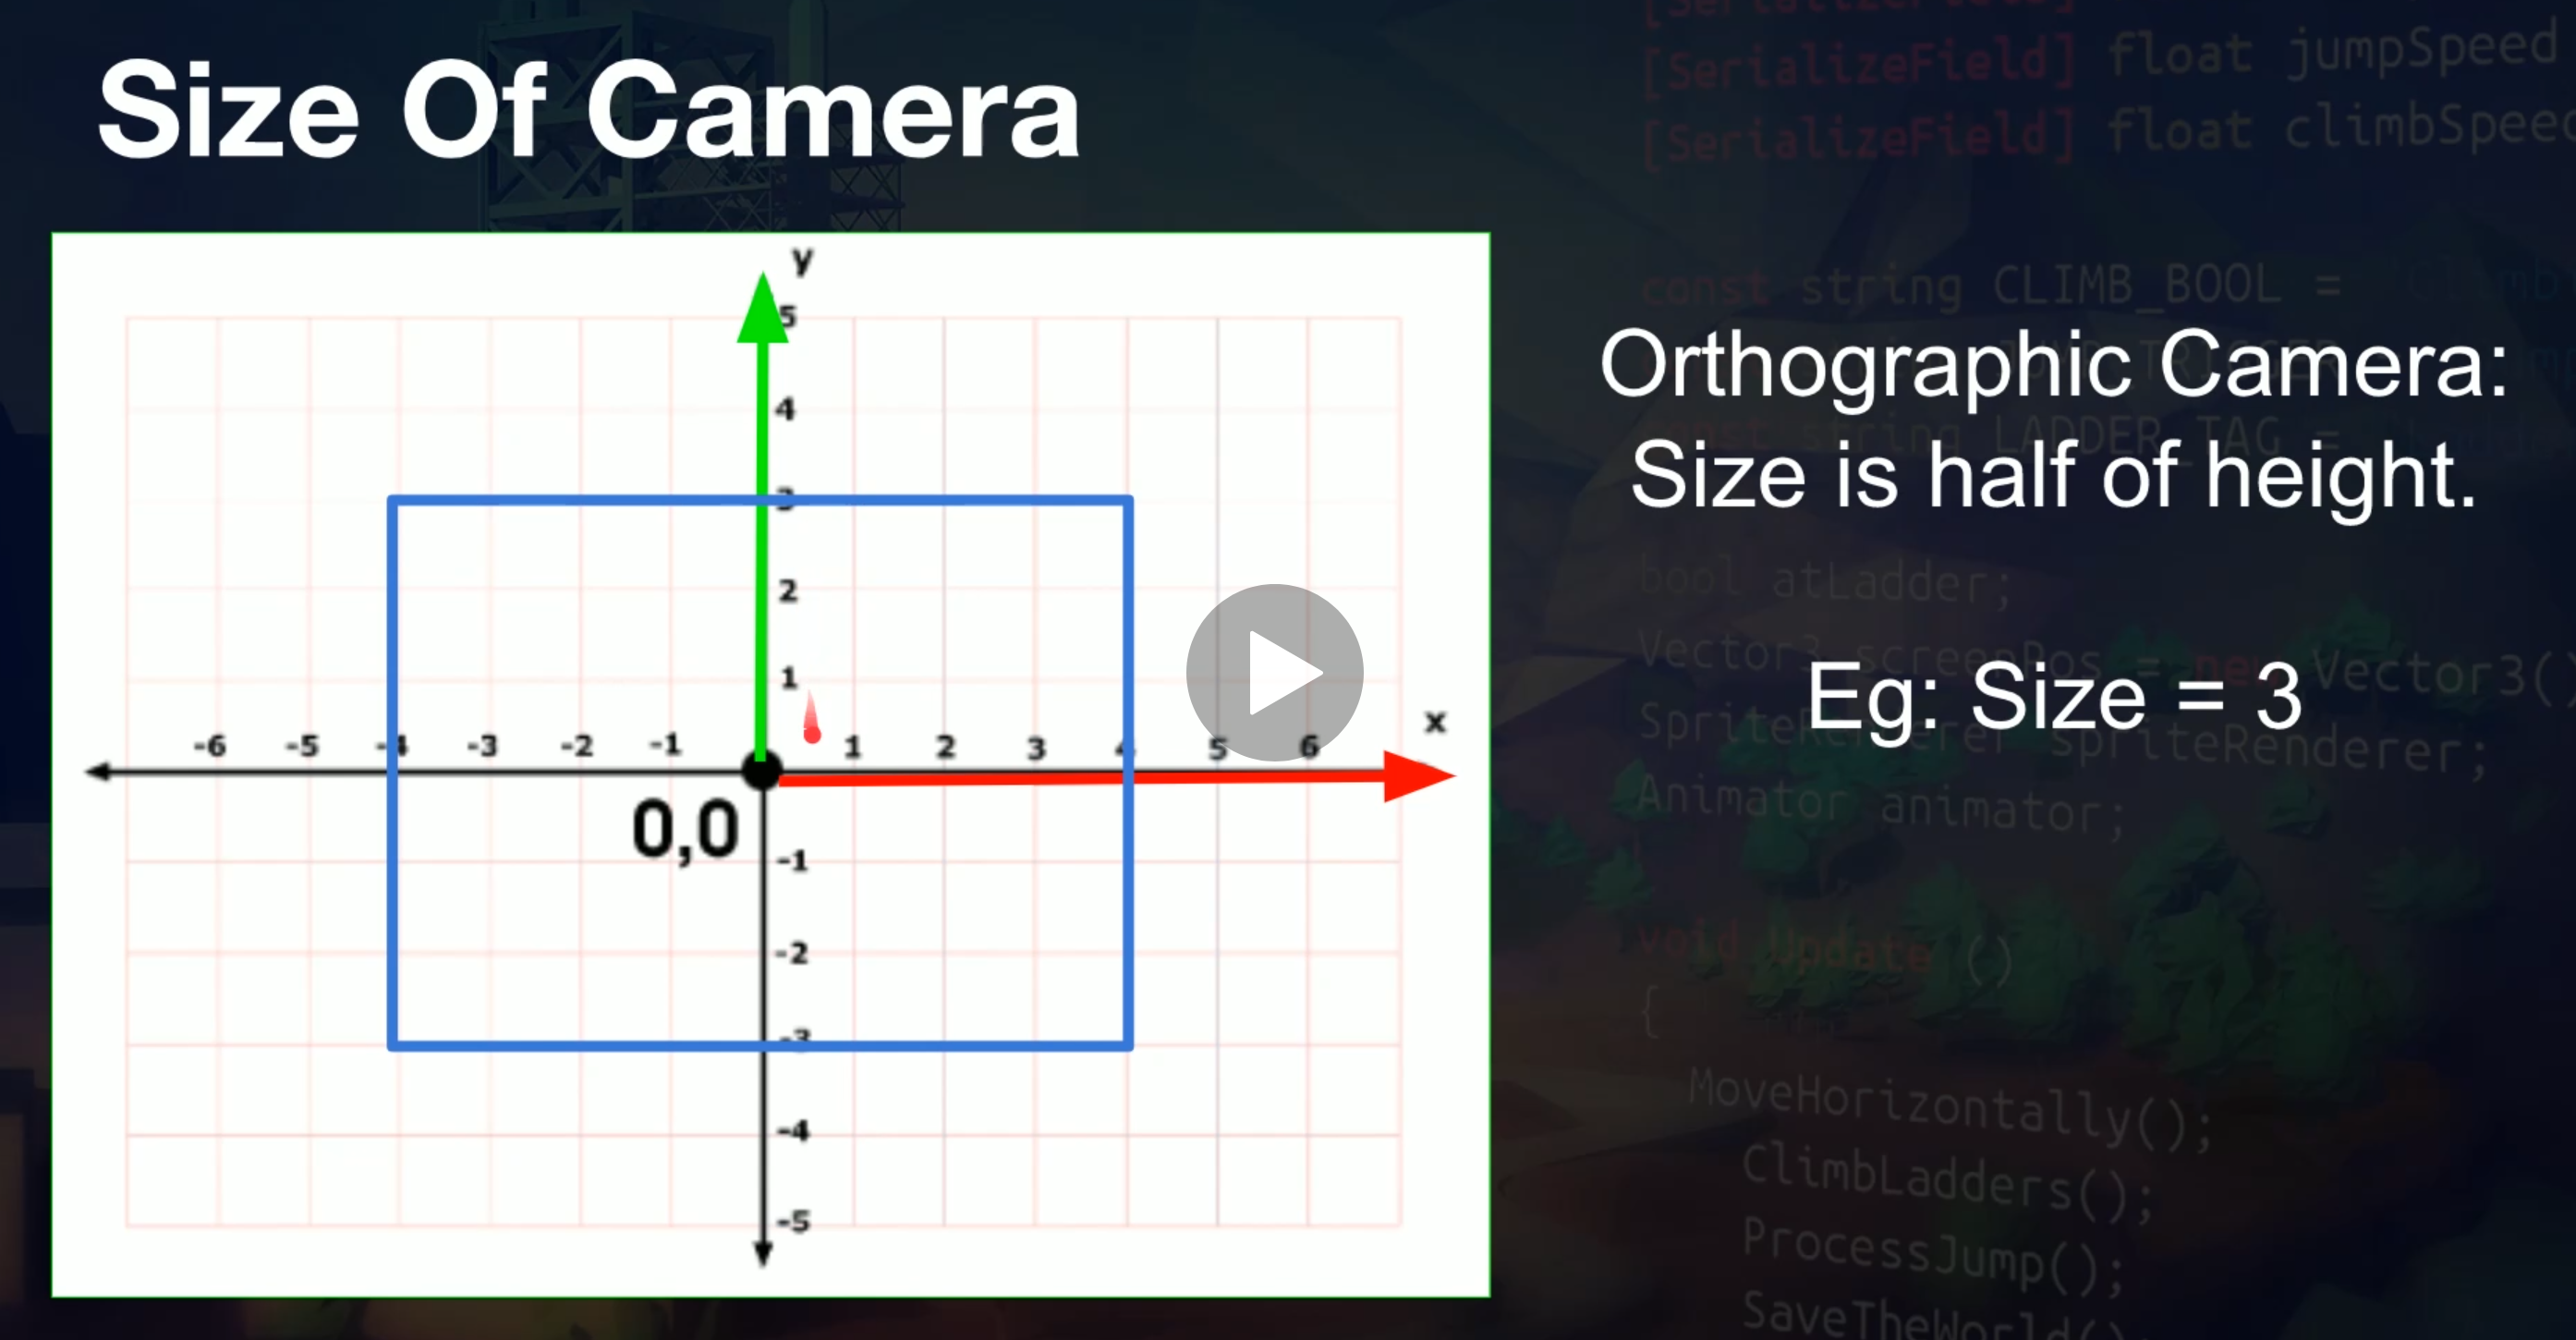 Size Of Camera
y
5
4
3
2
1
-6 -5 -4 -3 -2 -1 1 2 3 4 5 6 x
0,0
-1
-2
-3
-4
-5
Orthographic Camera:
Size is half of height.
Eg: Size = 3
[SerializeField]
[SerializeField] float jumpSpeed
[SerializeField] float climbSpeed
const string CLIMB_BOOL =
const string LADDER_TAG =
bool atLadder;
Vector3 screenPos = new Vector3()
SpriteRenderer spriteRenderer;
Animator animator;
void Update ()
{
MoveHorizontally();
ClimbLadders();
ProcessJump();
SaveTheWorld()